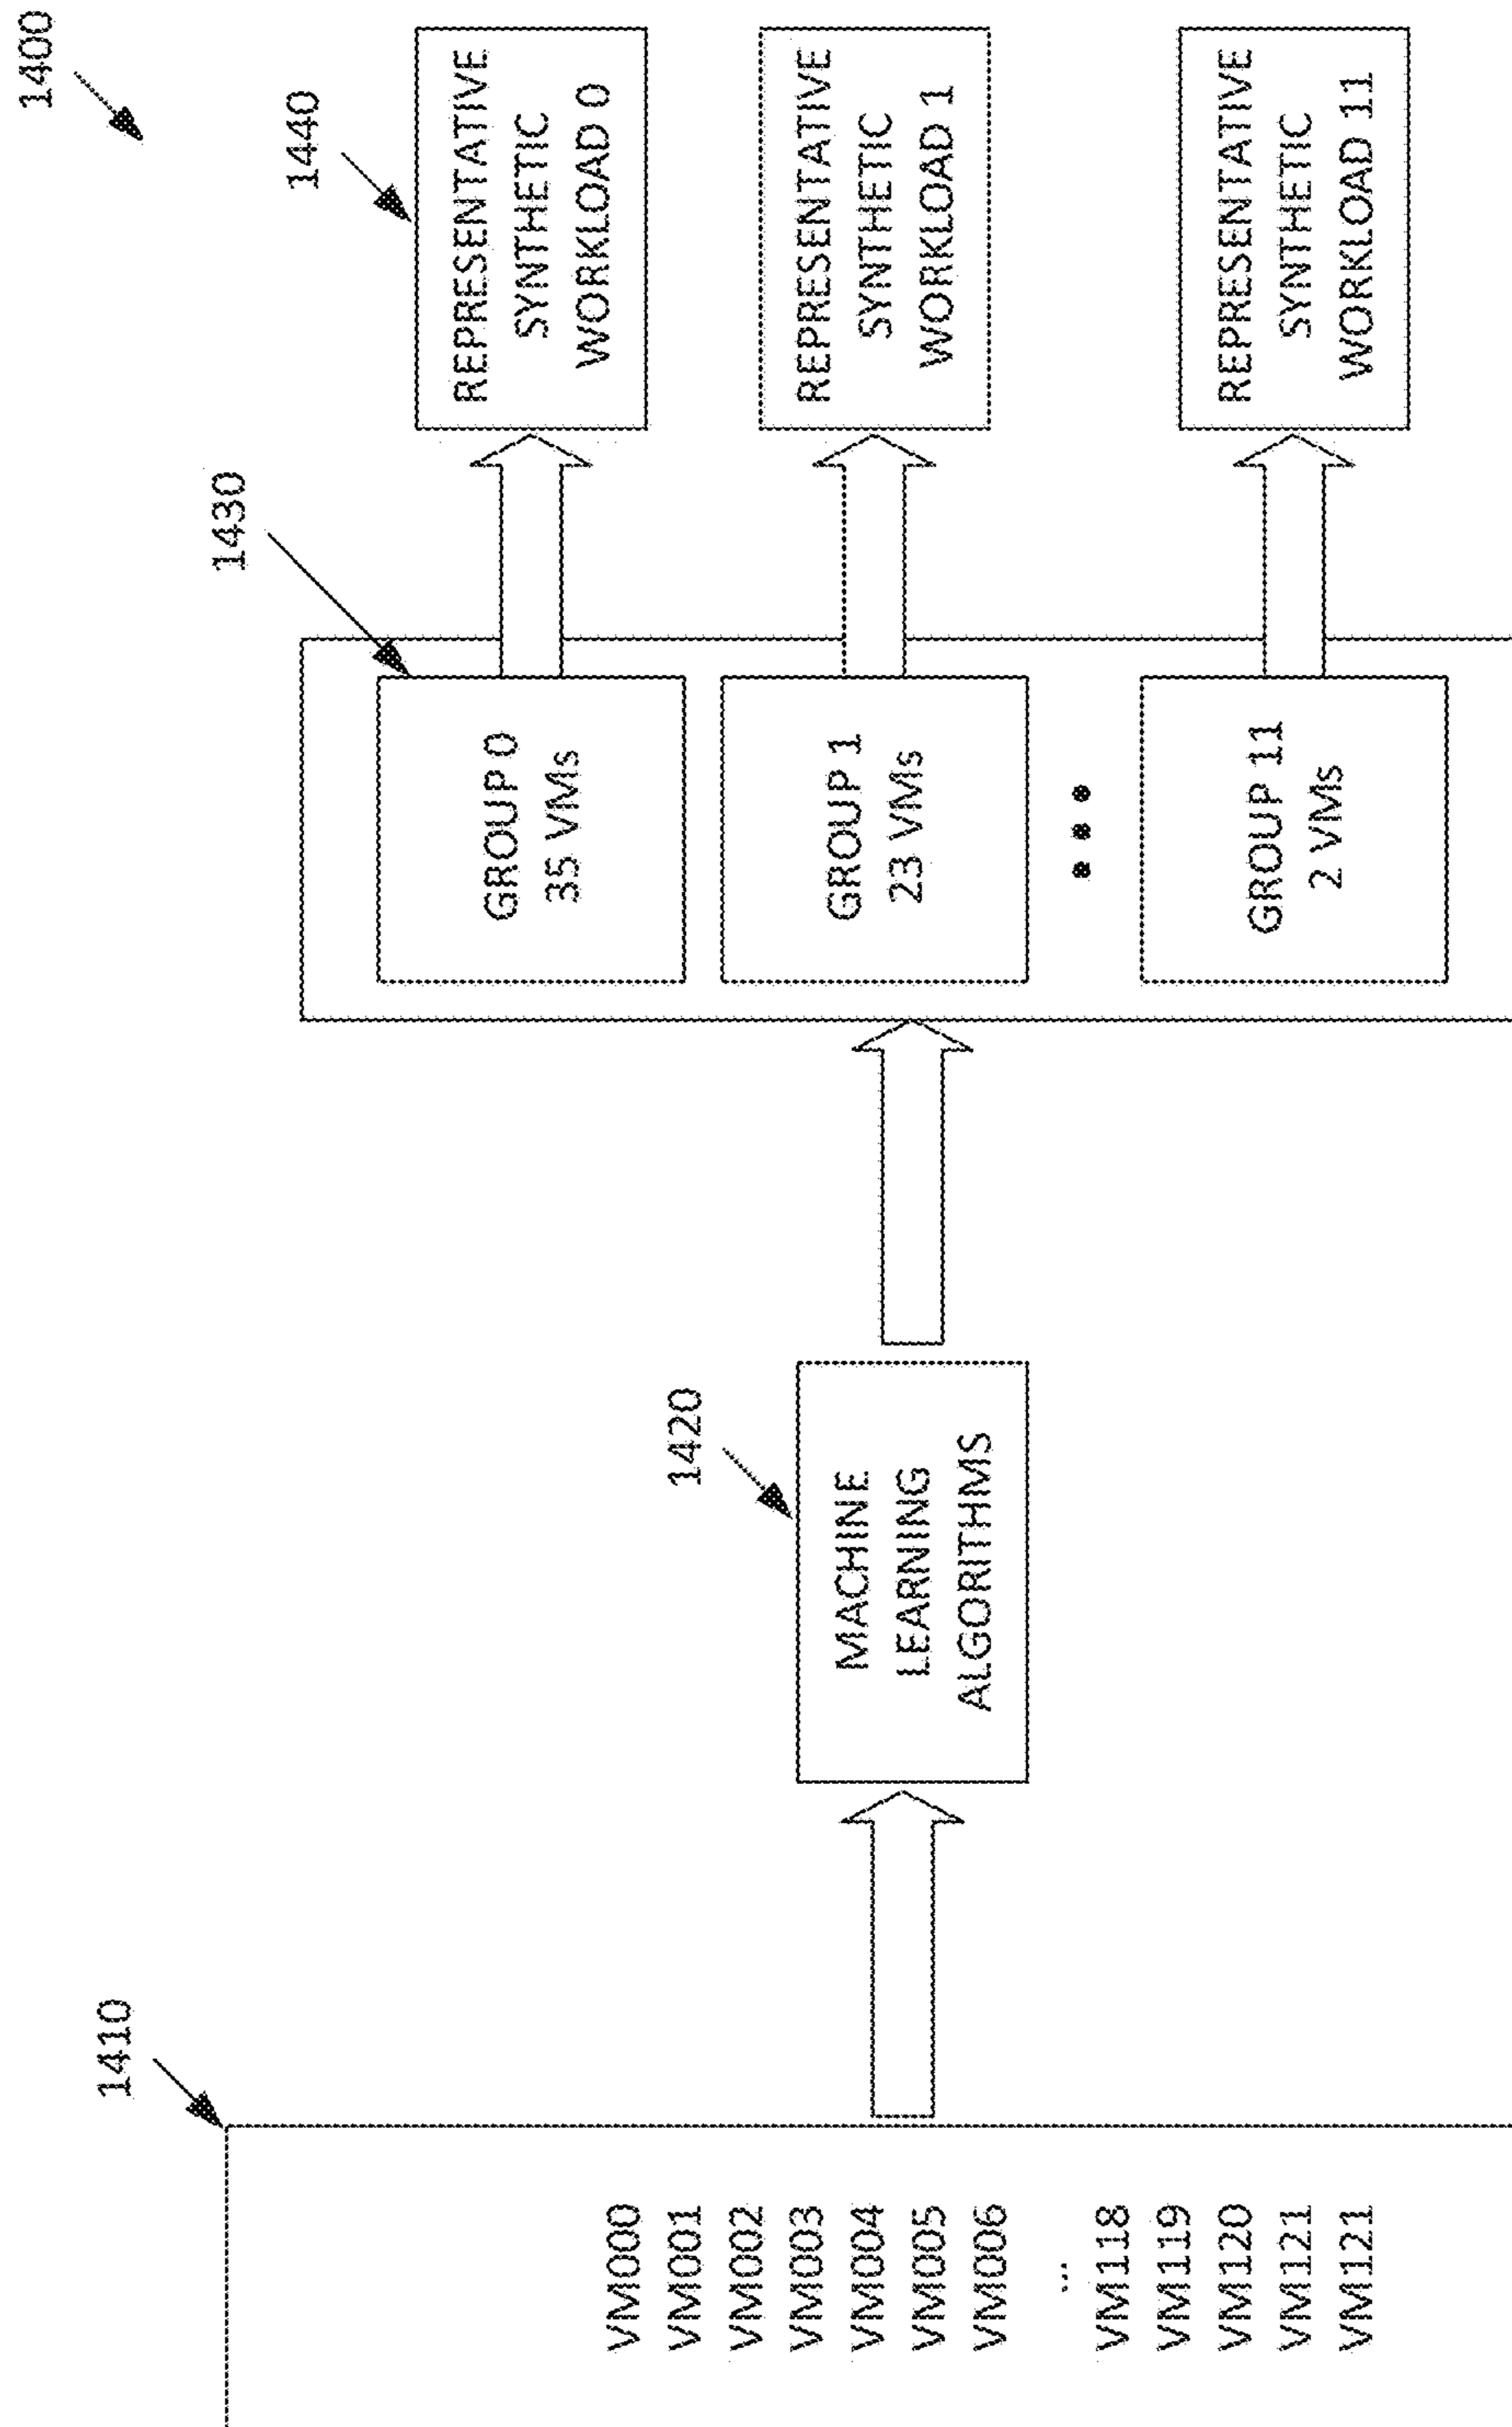 1400
1410
VM000
VM001
VM002
VM003
VM004
VM005
VM006
...
VM118
VM119
VM120
VM121
VM121
1420
MACHINE
LEARNING
ALGORITHMS
1430
GROUP 0
35 VMs
GROUP 1
23 VMs
GROUP 11
2 VMs
1440
REPRESENTATIVE
SYNTHETIC
WORKLOAD 0
REPRESENTATIVE
SYNTHETIC
WORKLOAD 1
REPRESENTATIVE
SYNTHETIC
WORKLOAD 11